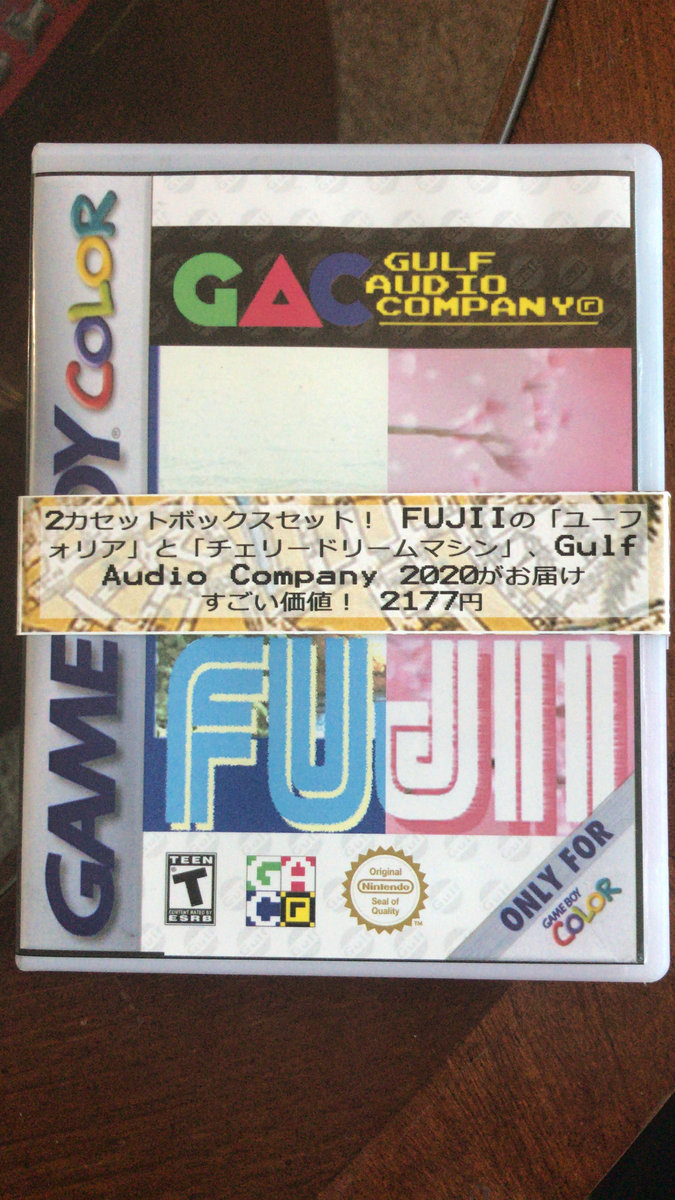 GAC
GULF
AUDIO
COMPANY®
GAME BOY COLOR
2カセットボックスセット! FUJIIの「ユーフ
ォリア」と「チェリードリームマシン」、Gulf
Audio Company 2020がお届け
すごい価値! 2177円
FUJII
TEEN
T
CONTENT RATED BY
ESRB
GACF
Original
Nintendo
Seal of
Quality
TM
ONLY FOR
GAME BOY
COLOR